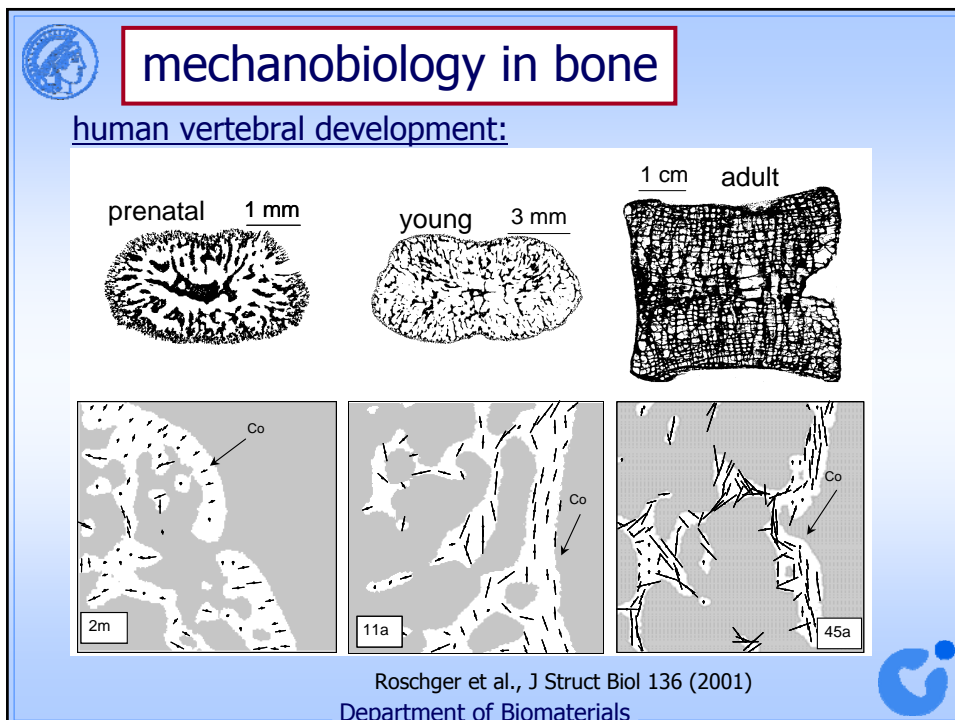 mechanobiology in bone
human vertebral development:
prenatal 1 mm
young 3 mm
1 cm adult
Co
2m
Co
11a
Co
45a
Roschger et al., J Struct Biol 136 (2001)
Department of Biomaterials